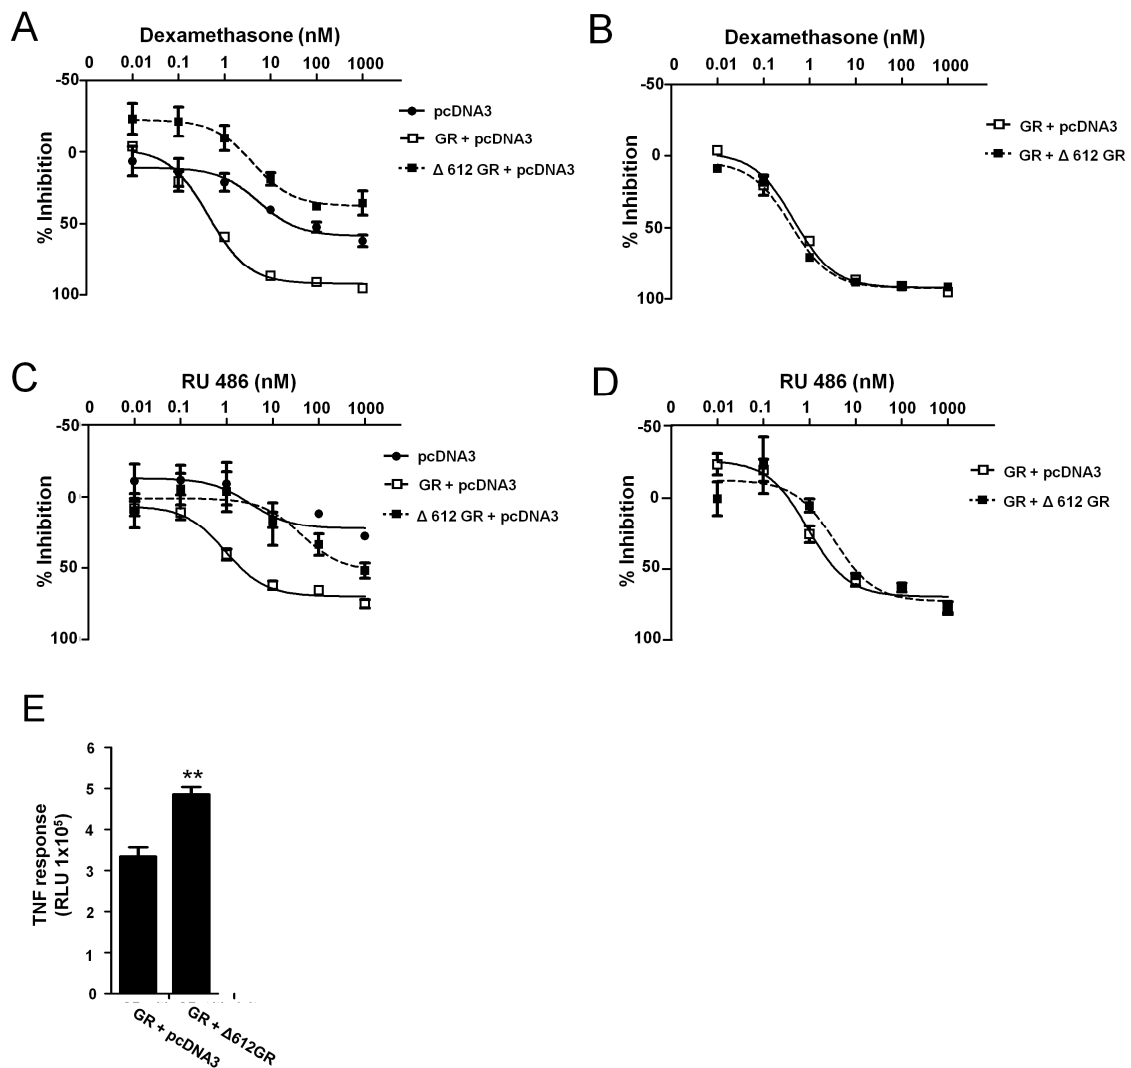 A
Dexamethasone (nM)
0 0.01 0.1 1 10 100 1000
-50
0
50
100
% Inhibition
pcDNA3
GR + pcDNA3
Δ 612 GR + pcDNA3
B
Dexamethasone (nM)
0 0.01 0.1 1 10 100 1000
-50
0
50
100
% Inhibition
GR + pcDNA3
GR + Δ 612 GR
C
RU 486 (nM)
0 0.01 0.1 1 10 100 1000
-50
0
50
100
% Inhibition
pcDNA3
GR + pcDNA3
Δ 612 GR + pcDNA3
D
RU 486 (nM)
0 0.01 0.1 1 10 100 1000
-50
0
50
100
% Inhibition
GR + pcDNA3
GR + Δ 612 GR
E
6
5
4
3
2
1
0
TNF response
(RLU 1x10⁵)
**
GR + pcDNA3
GR + Δ612GR